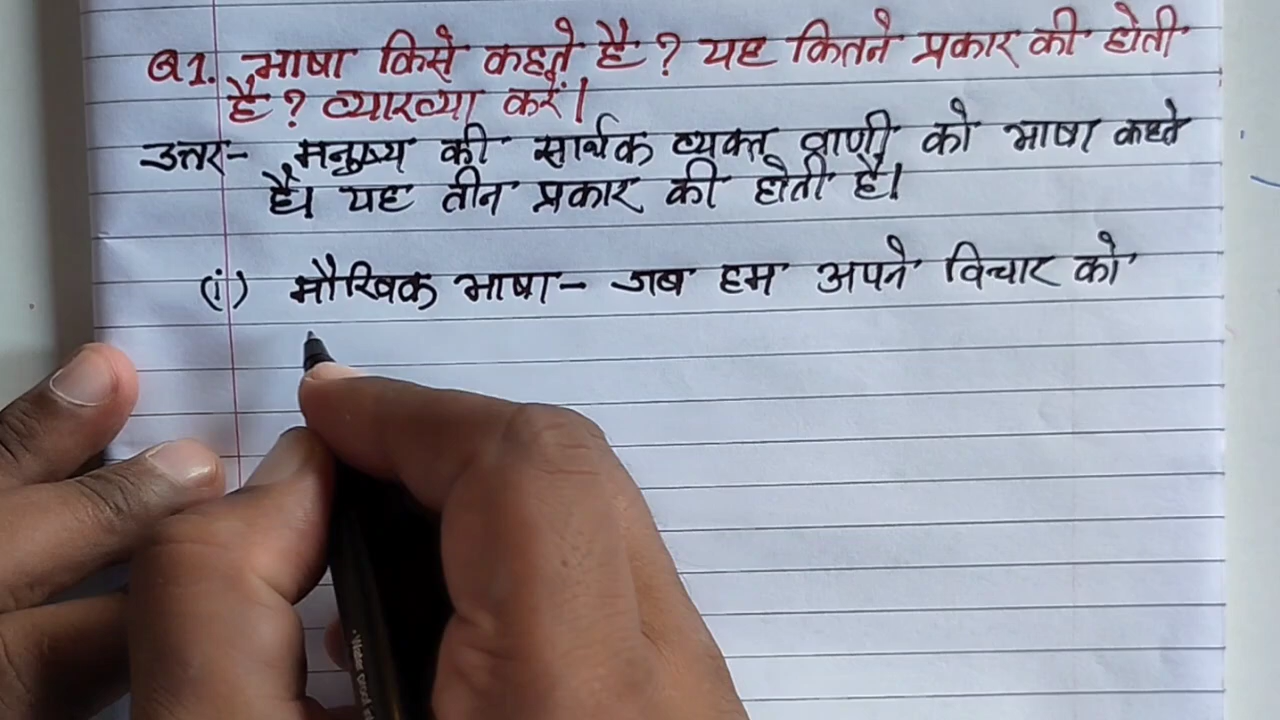 Q1. भाषा किसे कहते है ? यह कितने प्रकार की होती
है ? व्याख्या करें।
उत्तर- मनुष्य की सार्थक व्यक्त वाणी को भाषा कहते
है। यह तीन प्रकार की होती है।
(i) मौखिक भाषा - जब हम अपने विचार को